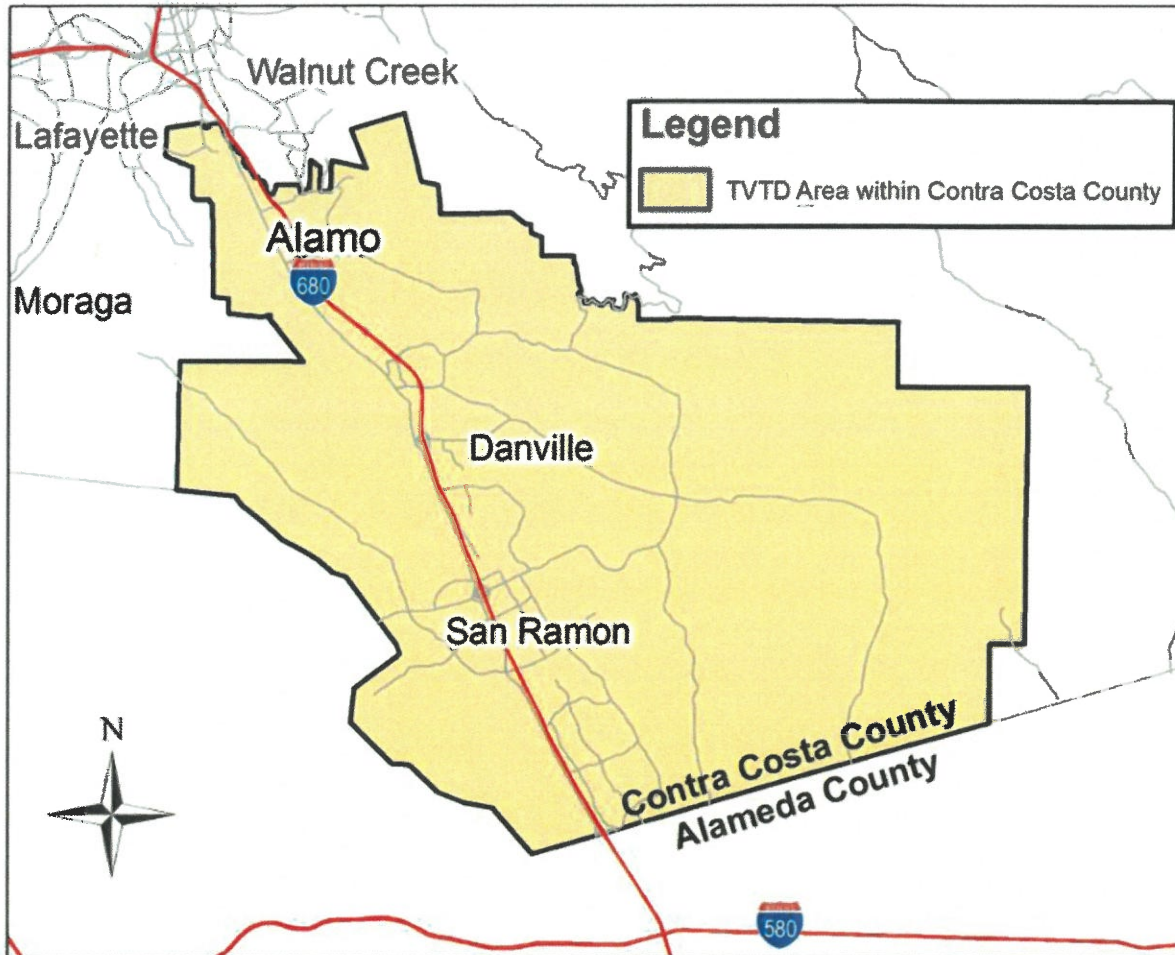 Walnut Creek
Legend
Lafayette
TVTD Area within Contra Costa County
Alamo
680
Moraga
Danville
San Ramon
N
Contra Costa County
Alameda County
580